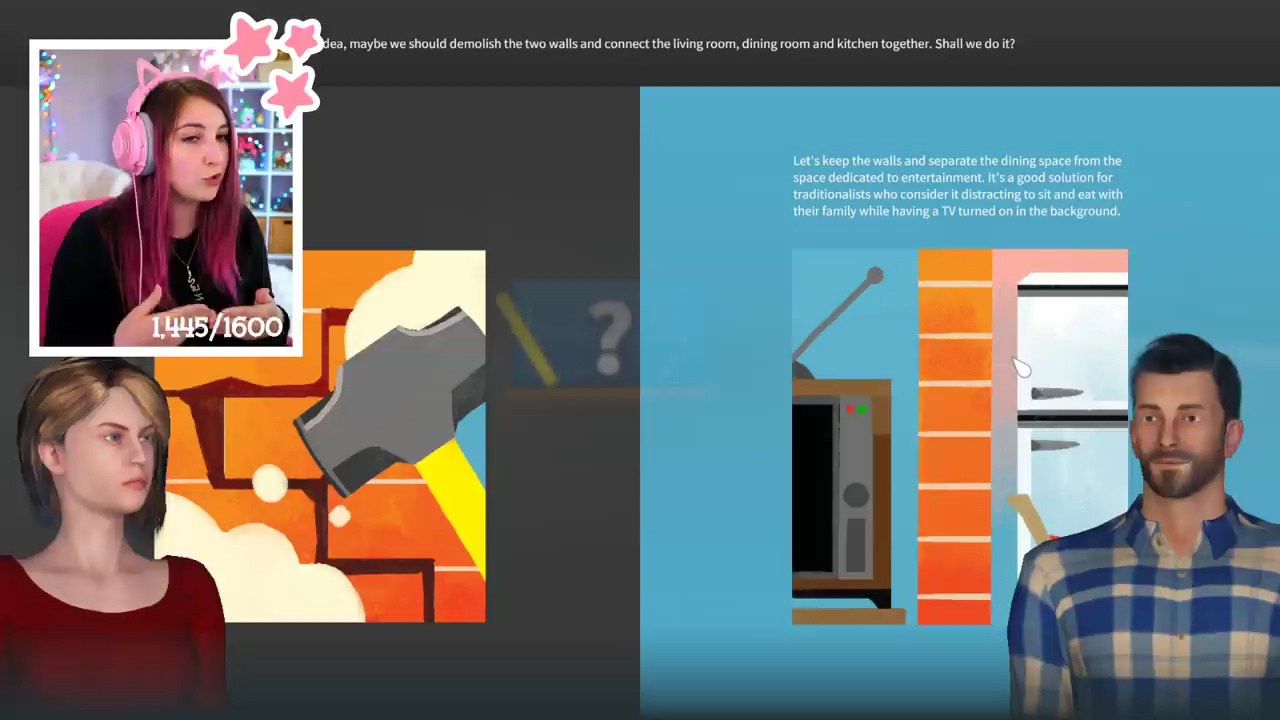 dea, maybe we should demolish the two walls and connect the living room, dining room and kitchen together. Shall we do it?
Let's keep the walls and separate the dining space from the
space dedicated to entertainment. It's a good solution for
traditionalists who consider it distracting to sit and eat with
their family while having a TV turned on in the background.
?
1,445/1600